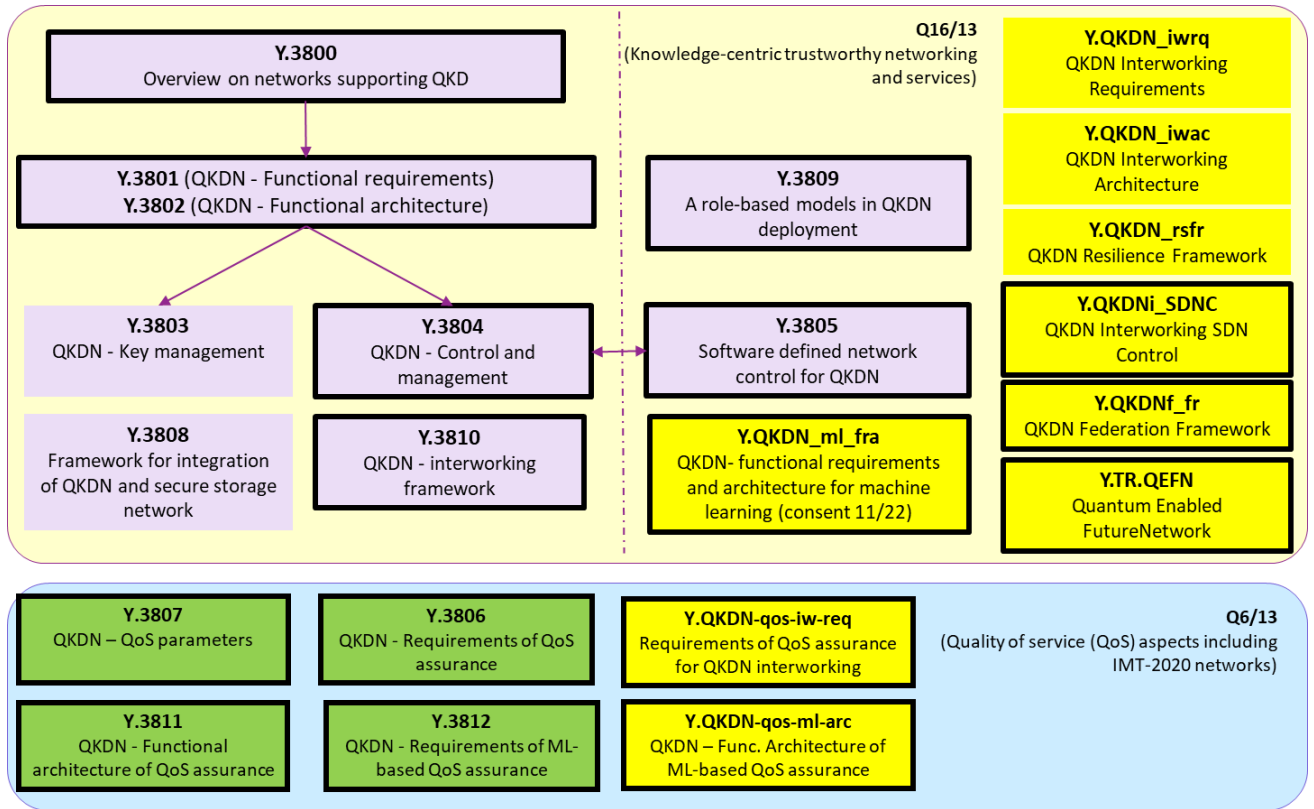 Y.3800
Overview on networks supporting QKD
Y.3801 (QKDN - Functional requirements)
Y.3802 (QKDN - Functional architecture)
Y.3803
QKDN - Key management
Y.3804
QKDN - Control and
management
Y.3808
Framework for integration
of QKDN and secure storage
network
Y.3810
QKDN - interworking
framework
Q16/13
(Knowledge-centric trustworthy networking
and services)
Y.3809
A role-based models in QKDN
deployment
Y.3805
Software defined network
control for QKDN
Y.QKDN_ml_fra
QKDN- functional requirements
and architecture for machine
learning (consent 11/22)
Y.QKDN_iwrq
QKDN Interworking
Requirements
Y.QKDN_iwac
QKDN Interworking
Architecture
Y.QKDN_rsfr
QKDN Resilience Framework
Y.QKDNi_SDNC
QKDN Interworking SDN
Control
Y.QKDNf_fr
QKDN Federation Framework
Y.TR.QEFN
Quantum Enabled
FutureNetwork
Y.3807
QKDN – QoS parameters
Y.3806
QKDN - Requirements of QoS
assurance
Y.QKDN-qos-iw-req
Requirements of QoS assurance
for QKDN interworking
Q6/13
(Quality of service (QoS) aspects including
IMT-2020 networks)
Y.3811
QKDN - Functional
architecture of QoS assurance
Y.3812
QKDN - Requirements of ML-
based QoS assurance
Y.QKDN-qos-ml-arc
QKDN – Func. Architecture of
ML-based QoS assurance